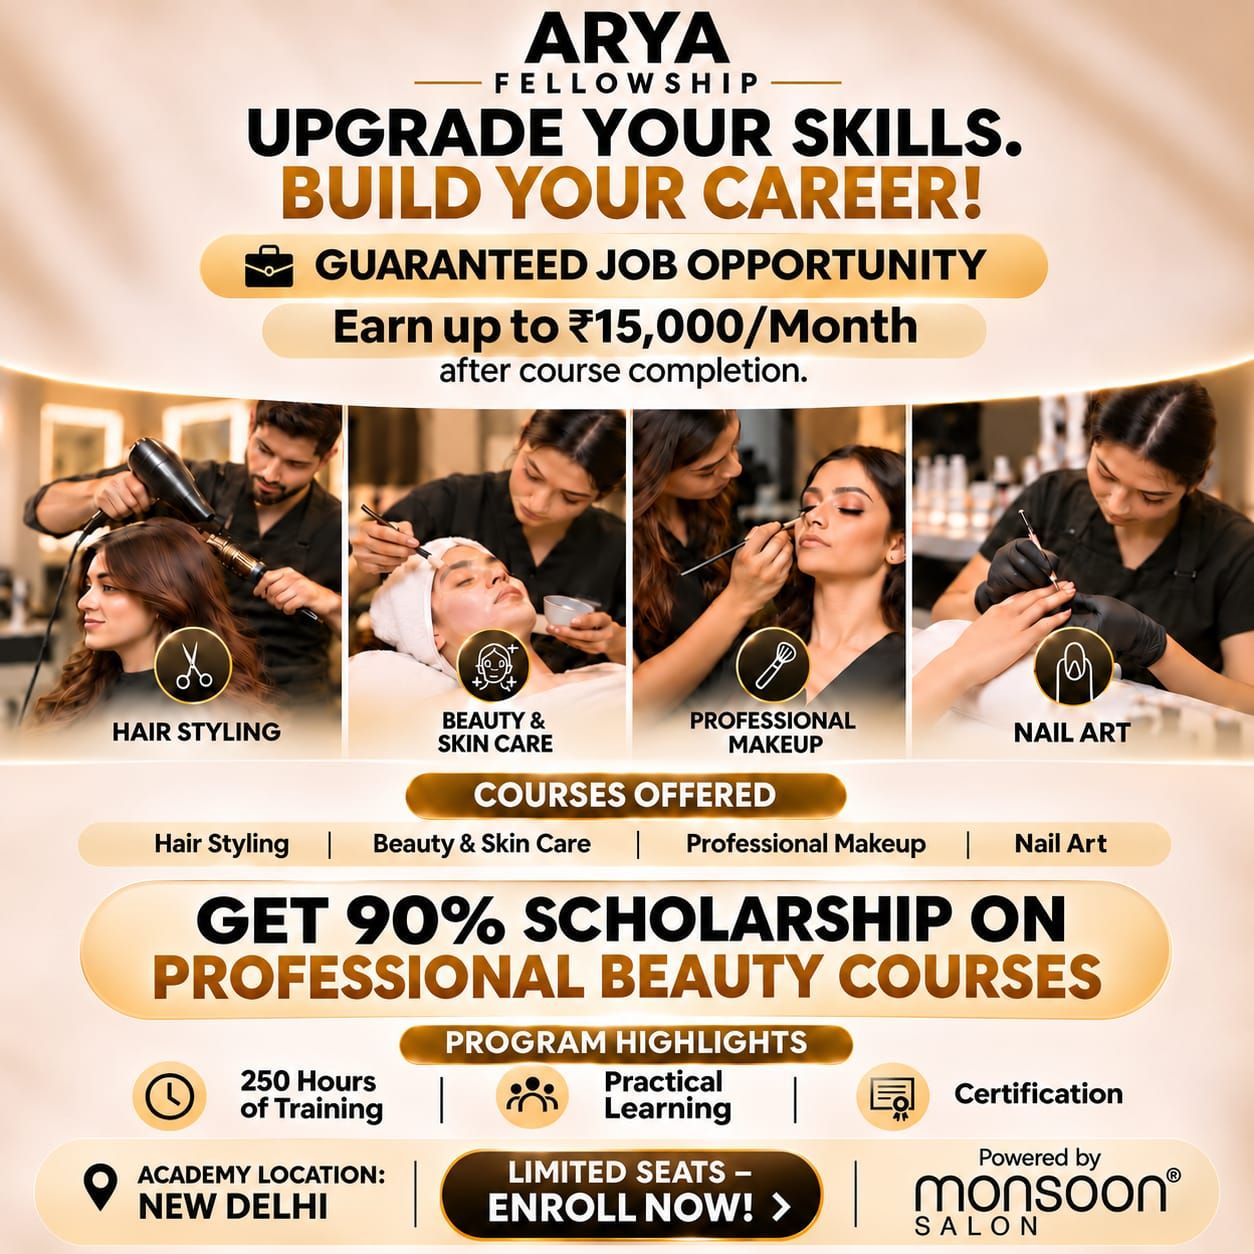 ARYA
FELLOWSHIP
UPGRADE YOUR SKILLS.
BUILD YOUR CAREER!
GUARANTEED JOB OPPORTUNITY
Earn up to ₹15,000/Month
after course completion.
HAIR STYLING
BEAUTY &
SKIN CARE
PROFESSIONAL
MAKEUP
NAIL ART
COURSES OFFERED
Hair Styling | Beauty & Skin Care | Professional Makeup | Nail Art
GET 90% SCHOLARSHIP ON
PROFESSIONAL BEAUTY COURSES
PROGRAM HIGHLIGHTS
250 Hours
of Training
Practical
Learning
Certification
ACADEMY LOCATION:
NEW DELHI
LIMITED SEATS –
ENROLL NOW!
Powered by
monsoon®
SALON